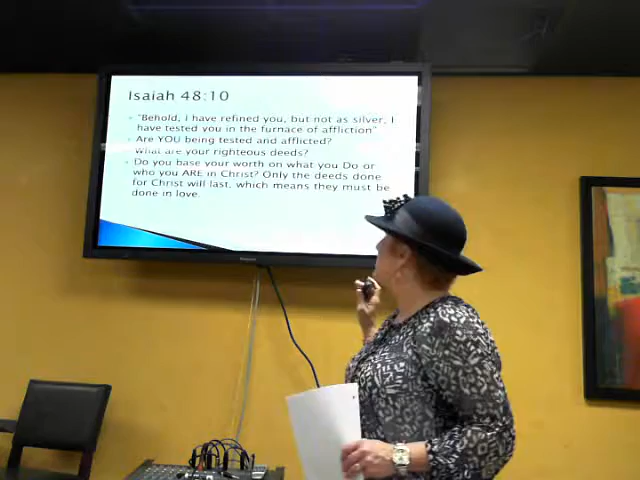 Isaiah 48:10
"Behold, I have refined you, but not as silver; I
have tested you in the furnace of affliction"
Are YOU being tested and afflicted?
What are your righteous deeds?
Do you base your worth on what you Do or
who you ARE in Christ? Only the deeds done
for Christ will last, which means they must be
done in love.
Panasonic